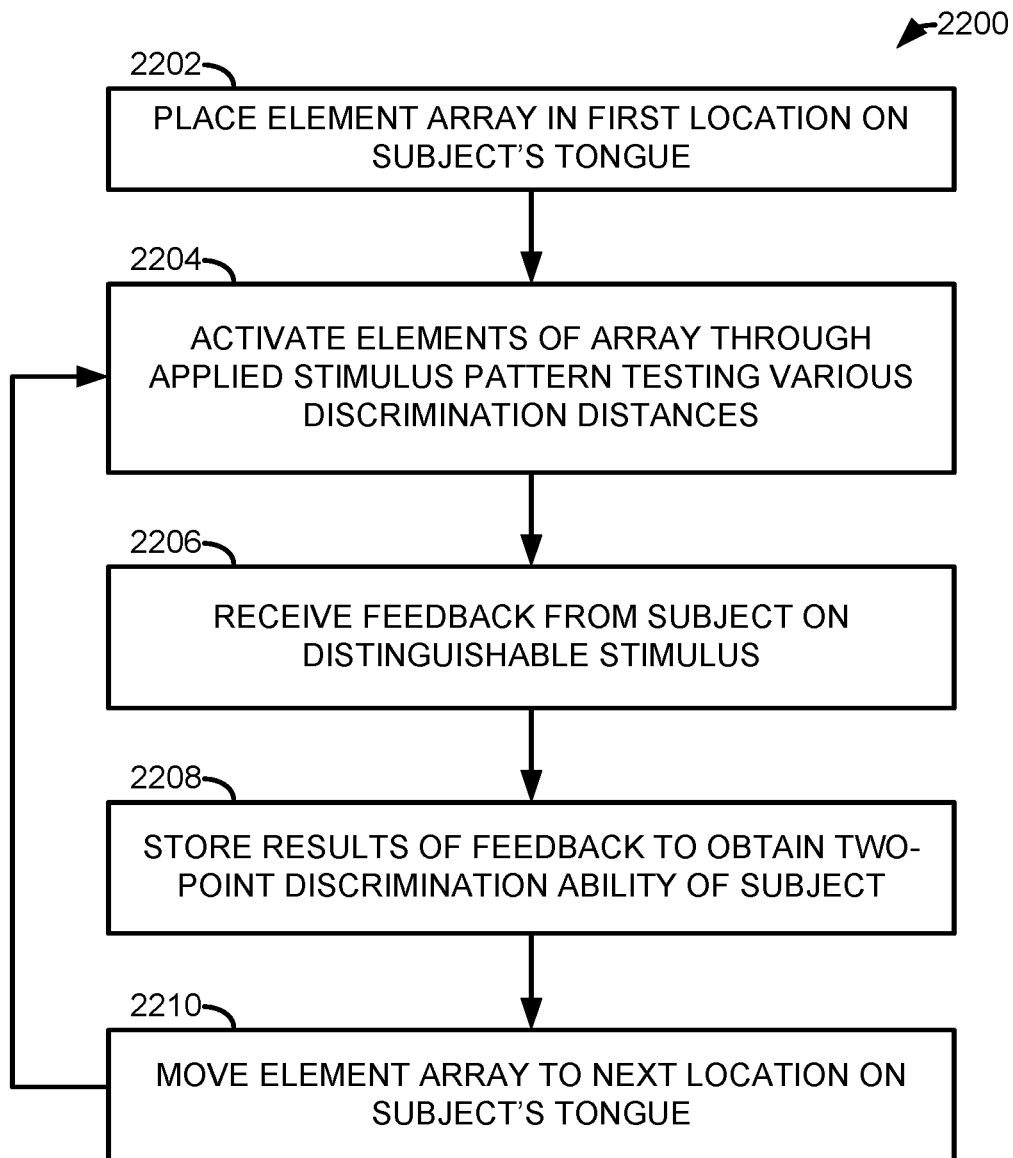 2200
2202
PLACE ELEMENT ARRAY IN FIRST LOCATION ON
SUBJECT'S TONGUE
2204
ACTIVATE ELEMENTS OF ARRAY THROUGH
APPLIED STIMULUS PATTERN TESTING VARIOUS
DISCRIMINATION DISTANCES
2206
RECEIVE FEEDBACK FROM SUBJECT ON
DISTINGUISHABLE STIMULUS
2208
STORE RESULTS OF FEEDBACK TO OBTAIN TWO-
POINT DISCRIMINATION ABILITY OF SUBJECT
2210
MOVE ELEMENT ARRAY TO NEXT LOCATION ON
SUBJECT'S TONGUE